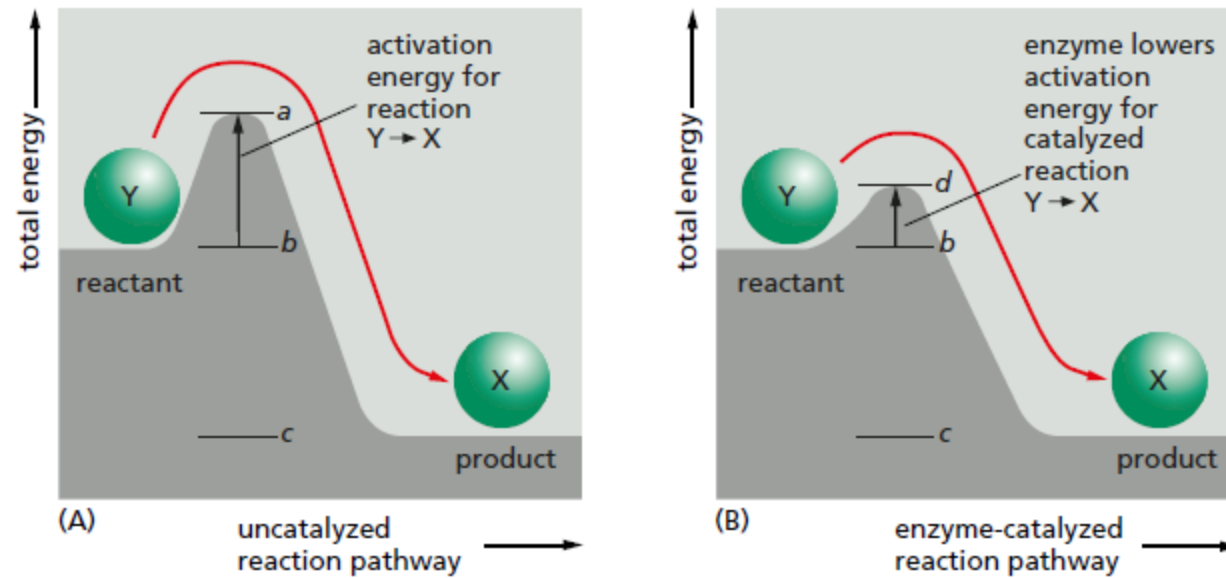 total energy
activation
energy for
reaction
Y → X
a
Y
b
reactant
X
c
product
(A)
uncatalyzed
reaction pathway
total energy
enzyme lowers
activation
energy for
catalyzed
reaction
Y → X
d
Y
b
reactant
X
c
product
(B)
enzyme-catalyzed
reaction pathway